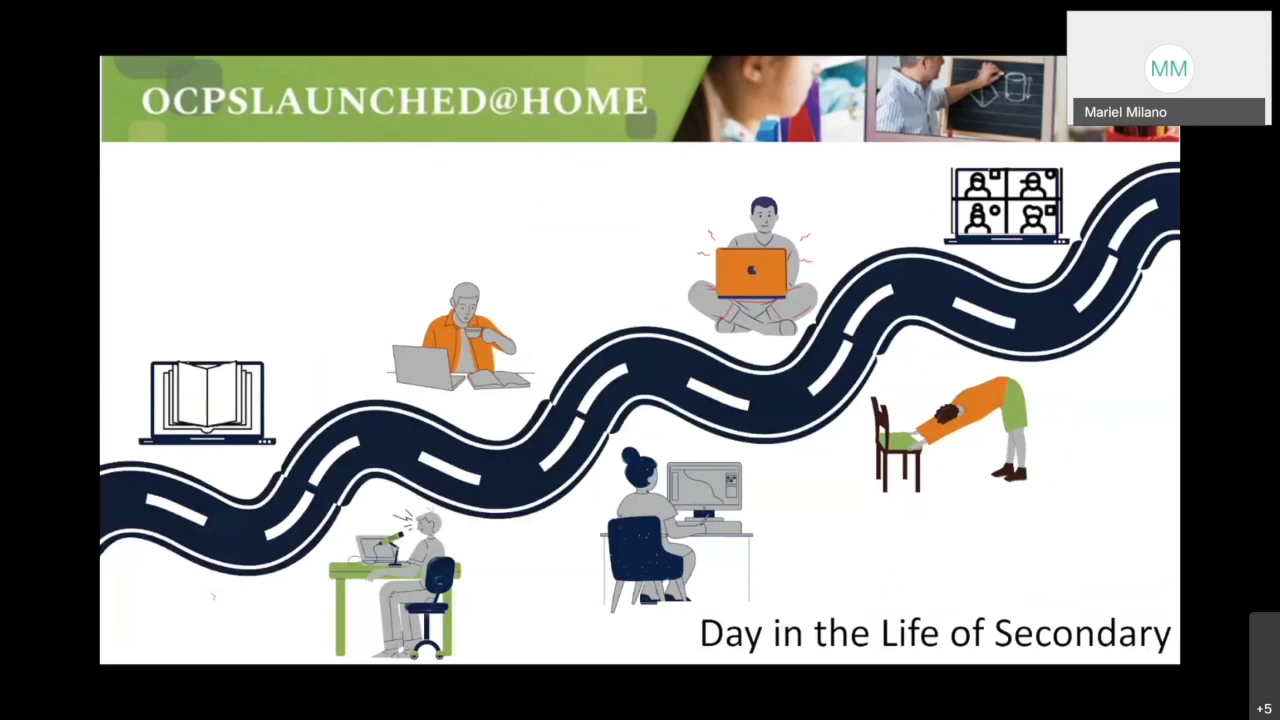 OCPSLAUNCHED@HOME
MM
Mariel Milano
Day in the Life of Secondary
+5